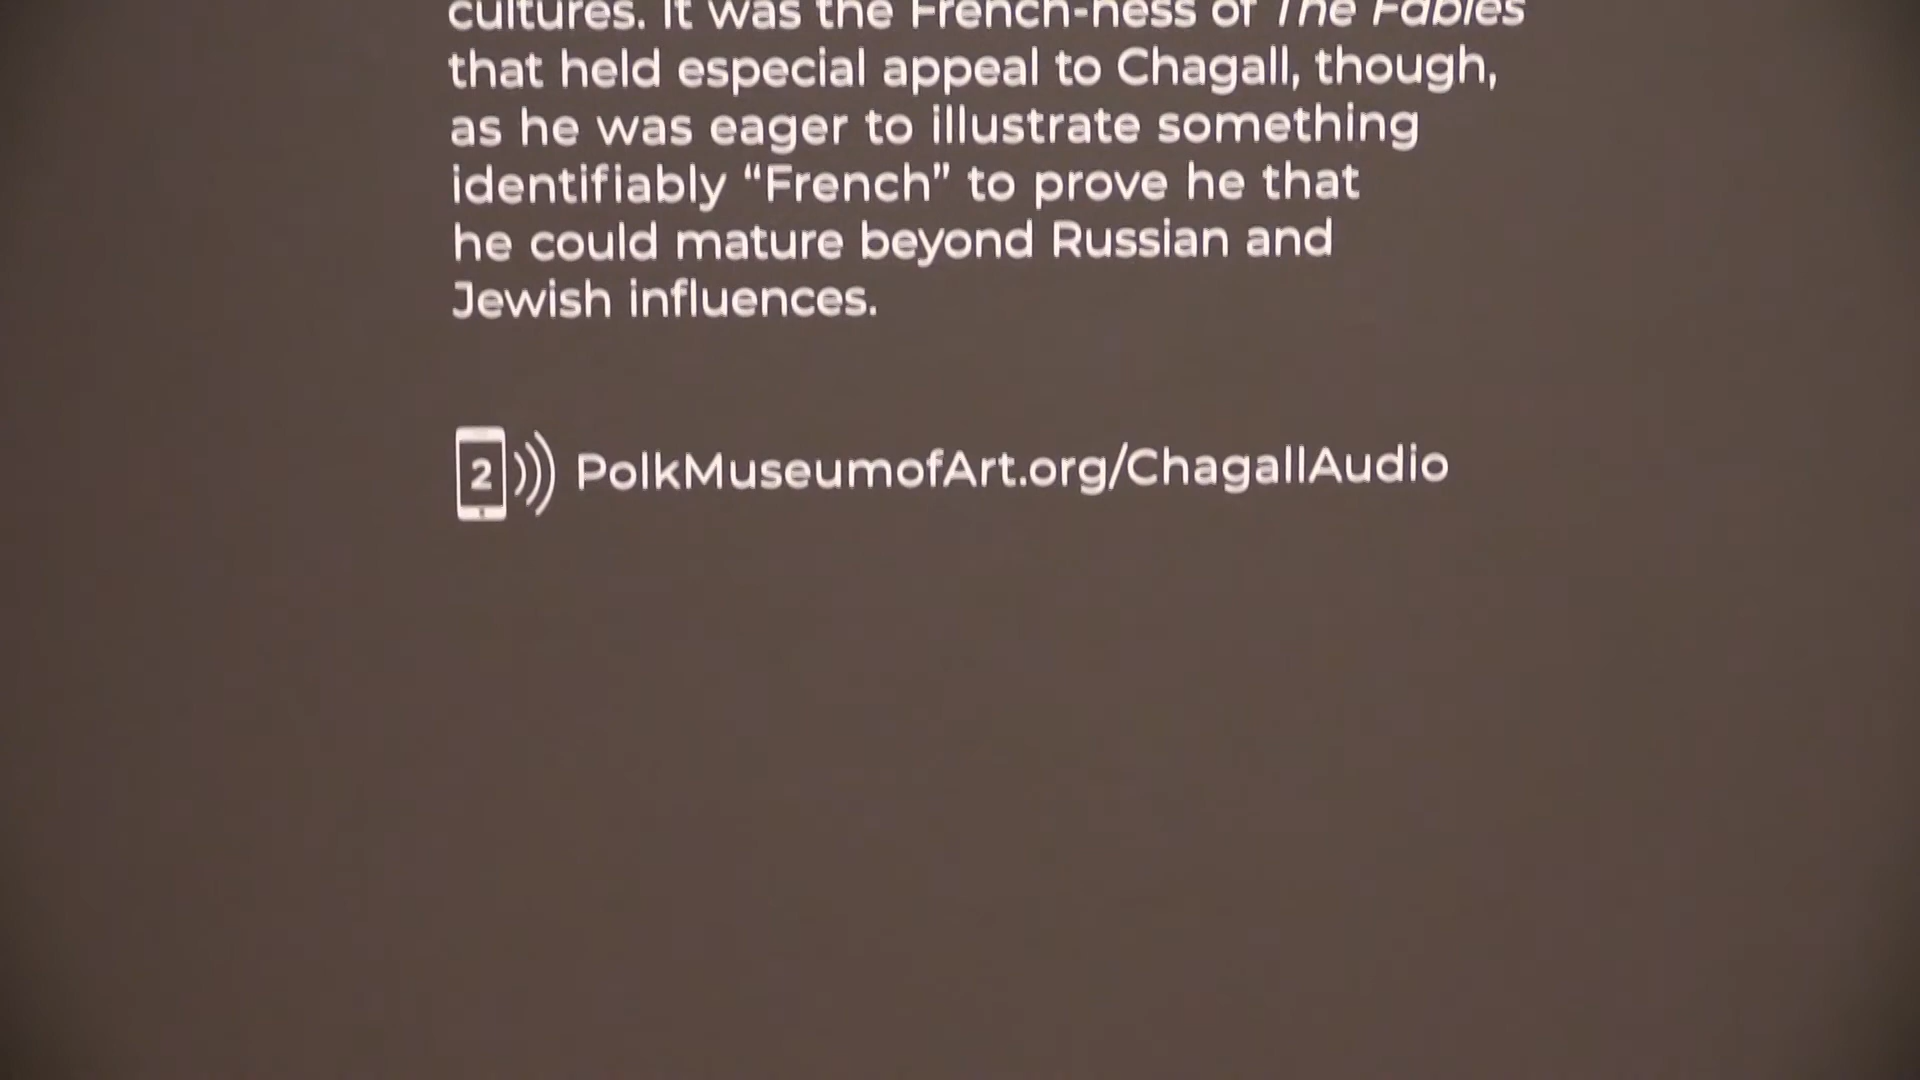 cultures. It was the French-ness of The Fables
that held especial appeal to Chagall, though,
as he was eager to illustrate something
identifiably “French” to prove he that
he could mature beyond Russian and
Jewish influences.
2 PolkMuseumofArt.org/ChagallAudio